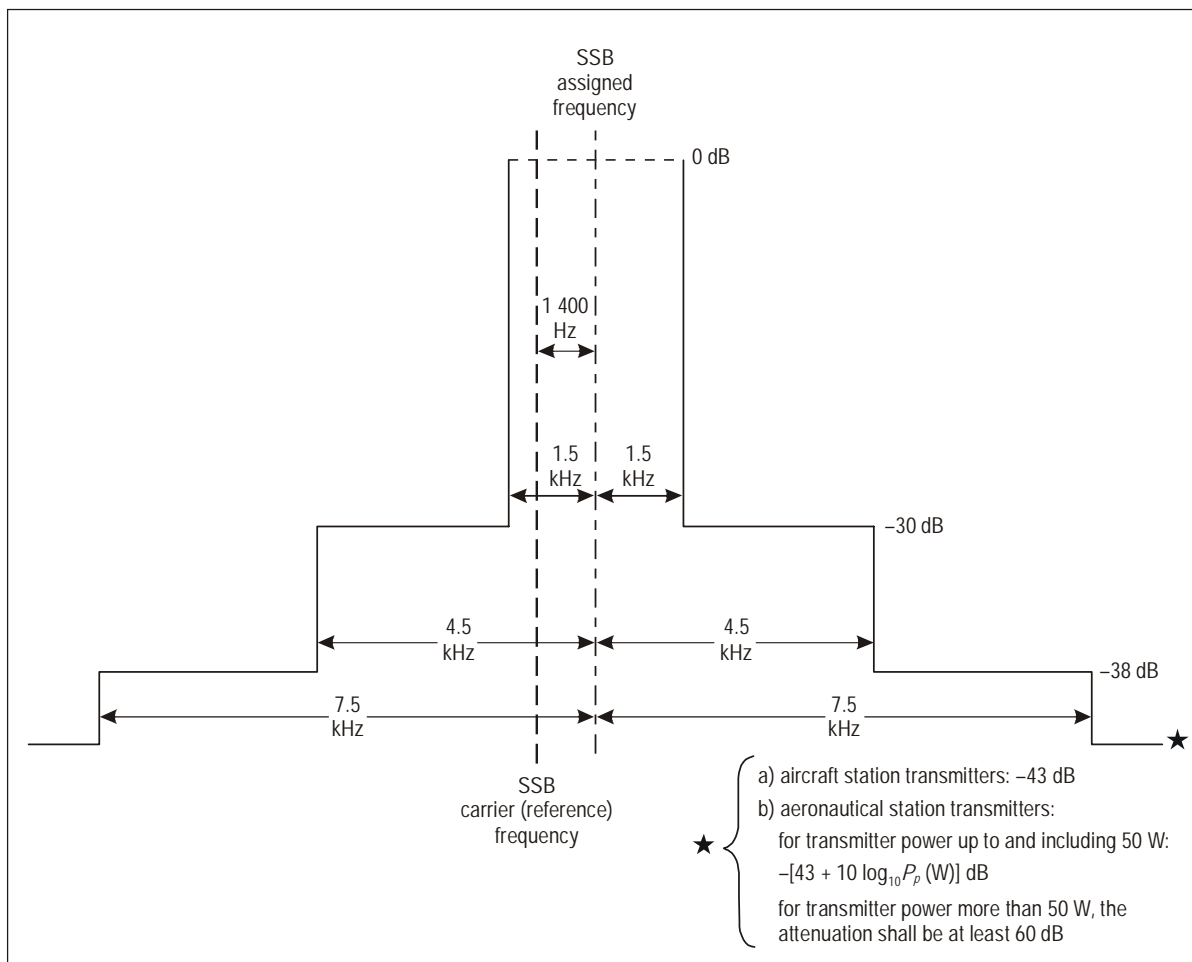 SSB
assigned
frequency
0 dB
1 400
Hz
1.5
kHz
1.5
kHz
–30 dB
4.5
kHz
4.5
kHz
–38 dB
7.5
kHz
7.5
kHz
★
SSB
carrier (reference)
frequency
★
a) aircraft station transmitters: –43 dB
b) aeronautical station transmitters:
for transmitter power up to and including 50 W:
–[43 + 10 log₁₀Pₚ (W)] dB
for transmitter power more than 50 W, the
attenuation shall be at least 60 dB